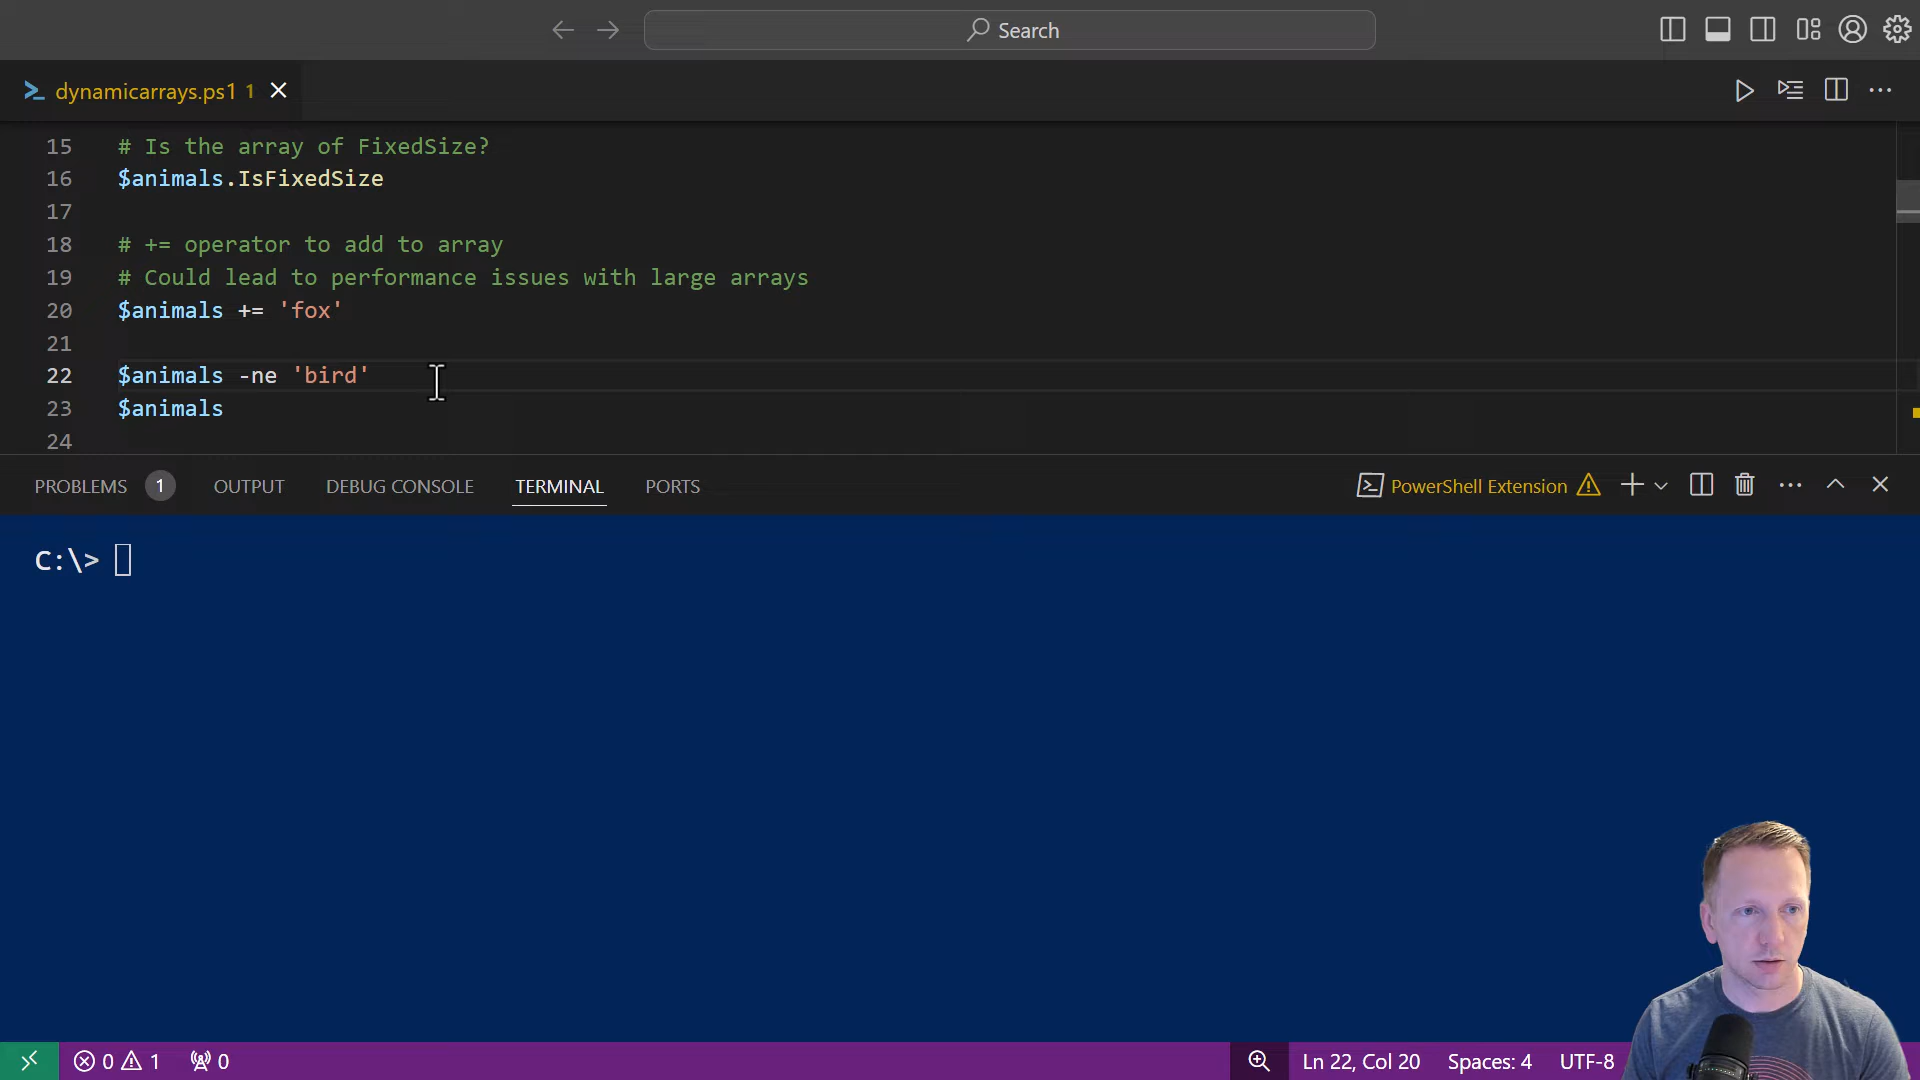 Search
dynamicarrays.ps1 1
15 # Is the array of FixedSize?
16 $animals.IsFixedSize
17
18 # += operator to add to array
19 # Could lead to performance issues with large arrays
20 $animals += 'fox'
21
22 $animals -ne 'bird'
23 $animals
24
PROBLEMS 1 OUTPUT DEBUG CONSOLE TERMINAL PORTS PowerShell Extension
C:\>
0 1 0 Ln 22, Col 20 Spaces: 4 UTF-8